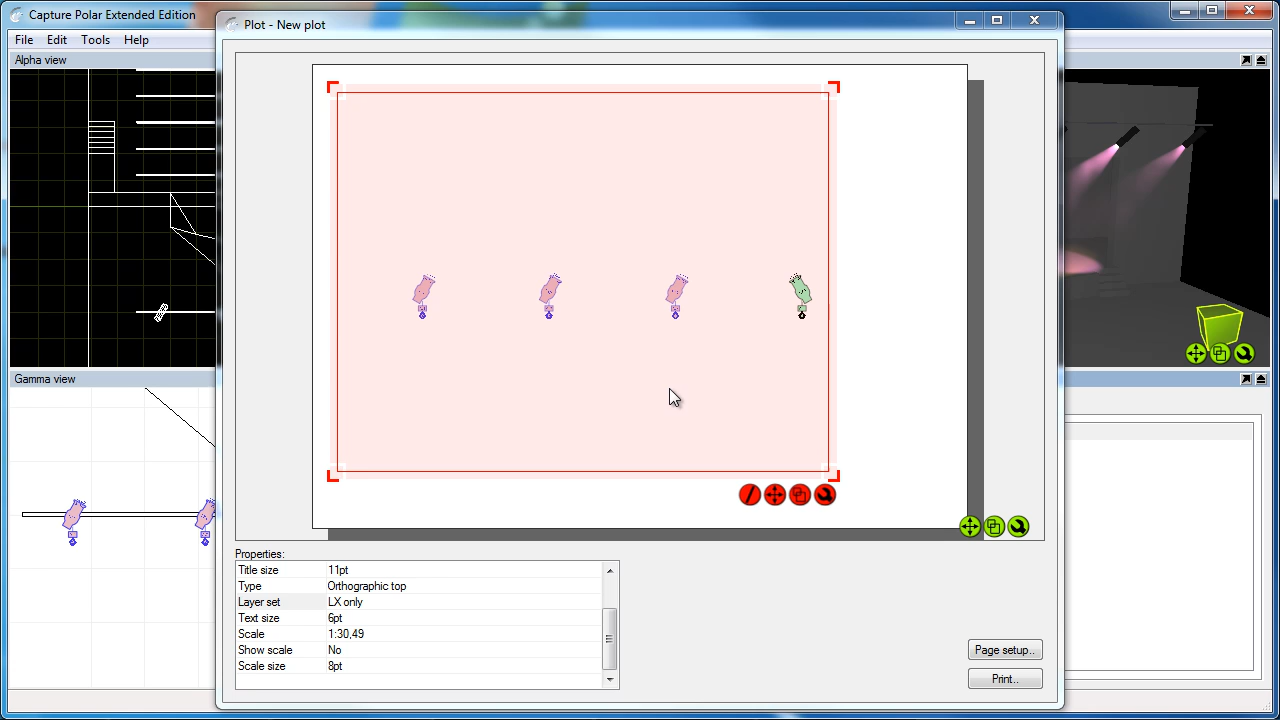 Capture Polar Extended Edition
File Edit Tools Help
Alpha view
Gamma view
Plot - New plot
Properties:
Title size 11pt
Type Orthographic top
Layer set LX only
Text size 6pt
Scale 1:30,49
Show scale No
Scale size 8pt
Page setup..
Print..